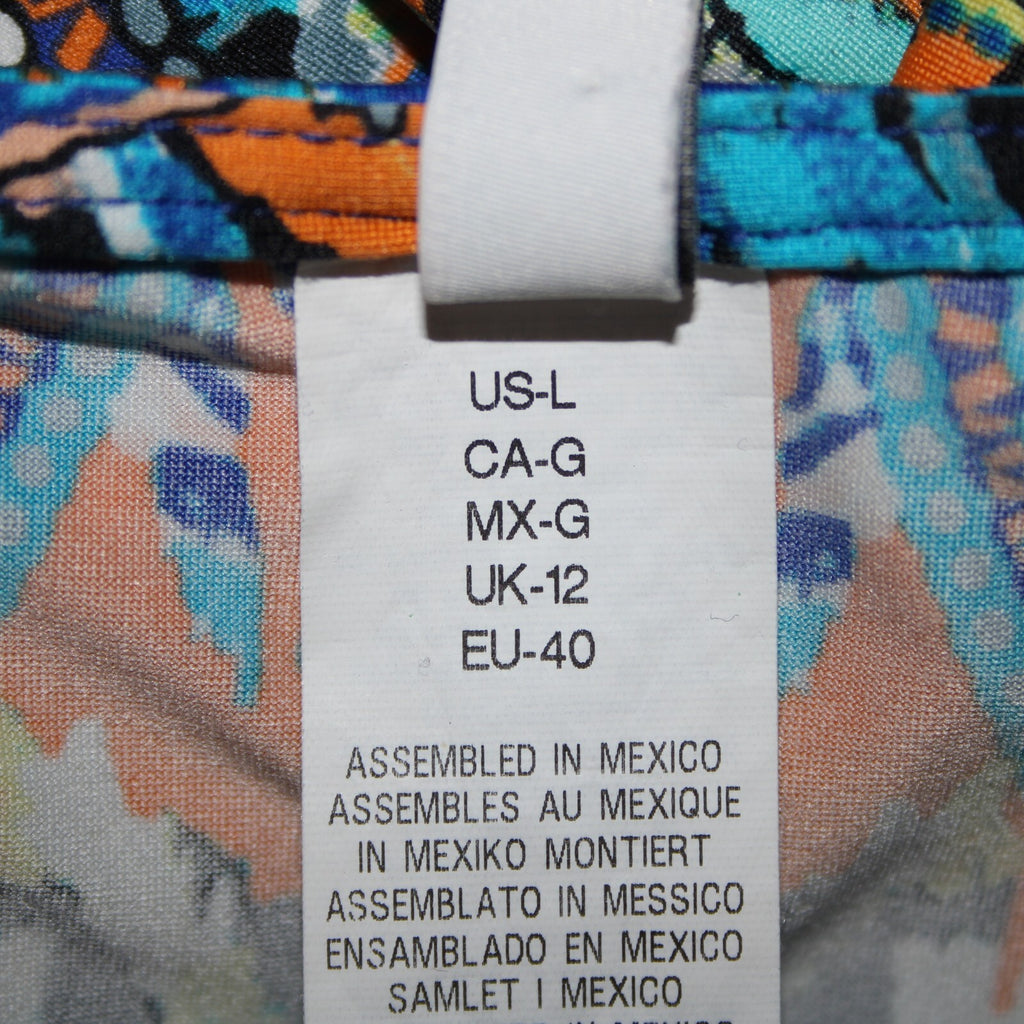 US-L
CA-G
MX-G
UK-12
EU-40
ASSEMBLED IN MEXICO
ASSEMBLES AU MEXIQUE
IN MEXIKO MONTIERT
ASSEMBLATO IN MESSICO
ENSAMBLADO EN MEXICO
SAMLET I MEXICO